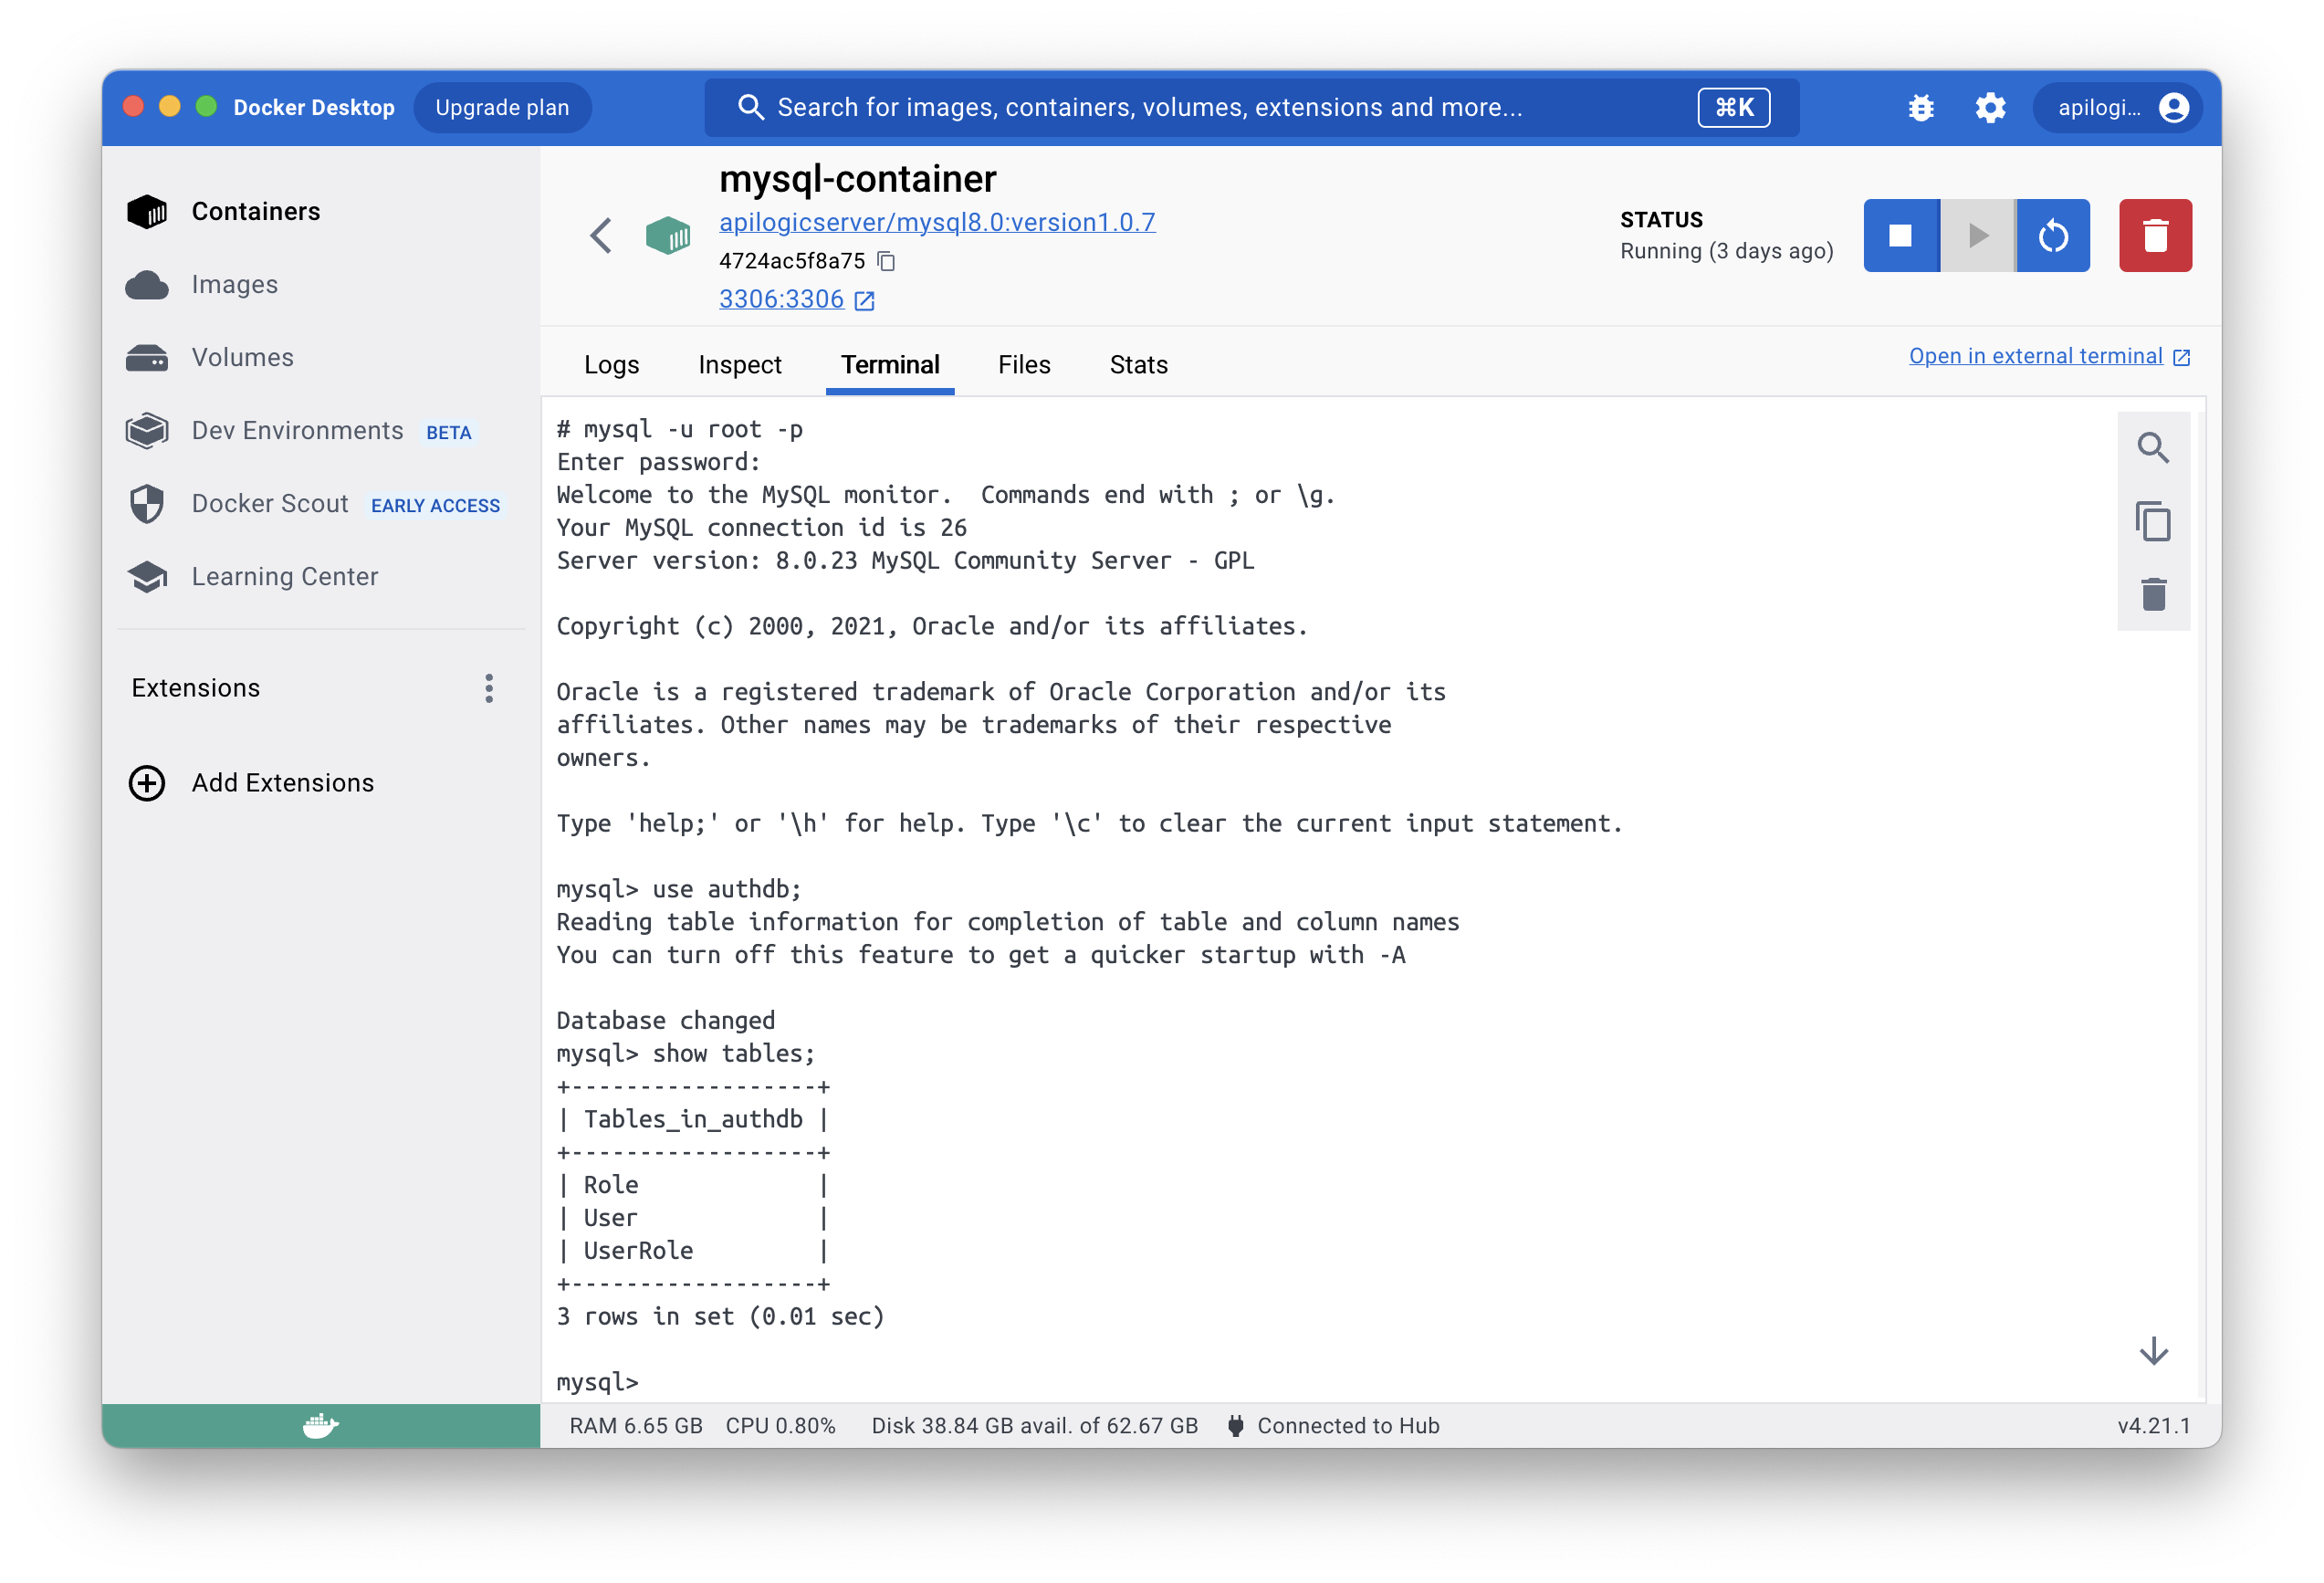 Docker Desktop Upgrade plan Search for images, containers, volumes, extensions and more... ⌘K apilogi...
Containers
Images
Volumes
Dev Environments BETA
Docker Scout EARLY ACCESS
Learning Center
Extensions
Add Extensions
mysql-container
apilogicserver/mysql8.0:version1.0.7
4724ac5f8a75
3306:3306
STATUS
Running (3 days ago)
Logs Inspect Terminal Files Stats
Open in external terminal
# mysql -u root -p
Enter password:
Welcome to the MySQL monitor.  Commands end with ; or \g.
Your MySQL connection id is 26
Server version: 8.0.23 MySQL Community Server - GPL
Copyright (c) 2000, 2021, Oracle and/or its affiliates.
Oracle is a registered trademark of Oracle Corporation and/or its
affiliates. Other names may be trademarks of their respective
owners.
Type 'help;' or '\h' for help. Type '\c' to clear the current input statement.
mysql> use authdb;
Reading table information for completion of table and column names
You can turn off this feature to get a quicker startup with -A
Database changed
mysql> show tables;
+------------------+
| Tables_in_authdb |
+------------------+
| Role             |
| User             |
| UserRole         |
+------------------+
3 rows in set (0.01 sec)
mysql>
RAM 6.65 GB CPU 0.80% Disk 38.84 GB avail. of 62.67 GB Connected to Hub v4.21.1